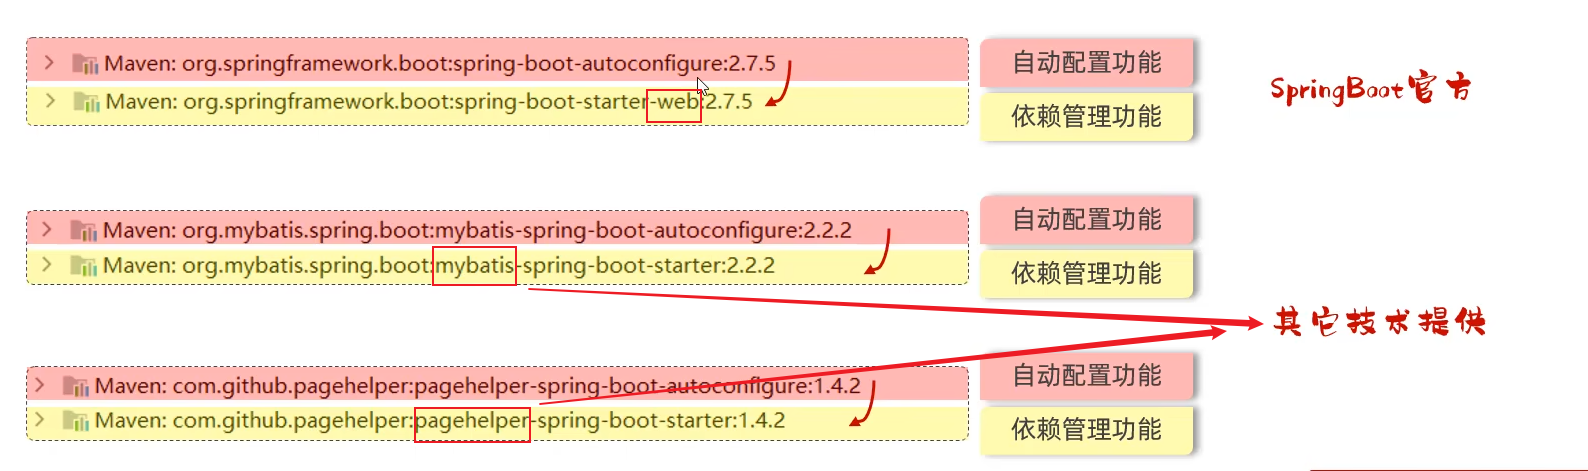 Maven: org.springframework.boot:spring-boot-autoconfigure:2.7.5
自动配置功能
Maven: org.springframework.boot:spring-boot-starter-web:2.7.5
依赖管理功能
SpringBoot官方
Maven: org.mybatis.spring.boot:mybatis-spring-boot-autoconfigure:2.2.2
自动配置功能
Maven: org.mybatis.spring.boot:mybatis-spring-boot-starter:2.2.2
依赖管理功能
其它技术提供
Maven: com.github.pagehelper:pagehelper-spring-boot-autoconfigure:1.4.2
自动配置功能
Maven: com.github.pagehelper:pagehelper-spring-boot-starter:1.4.2
依赖管理功能